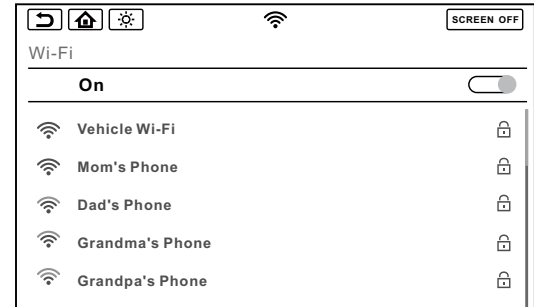 SCREEN OFF
Wi-Fi
On
Vehicle Wi-Fi
Mom's Phone
Dad's Phone
Grandma's Phone
Grandpa's Phone